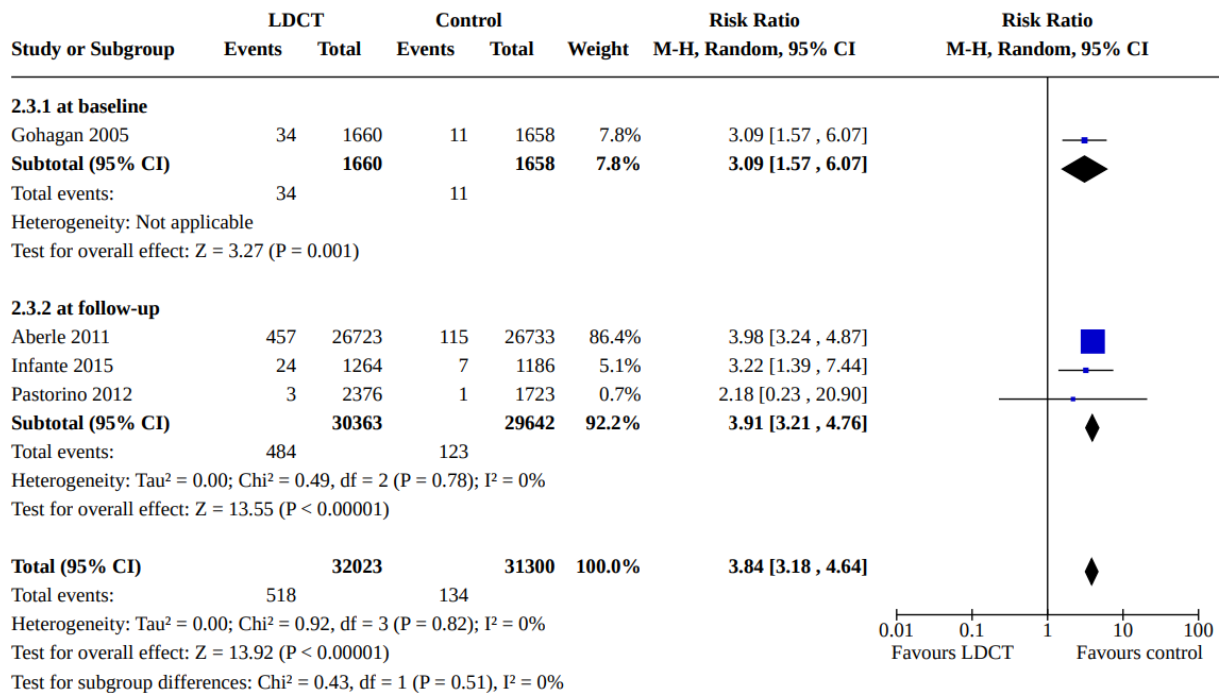 LDCT Control Risk Ratio Risk Ratio
Study or Subgroup Events Total Events Total Weight M-H, Random, 95% CI M-H, Random, 95% CI
2.3.1 at baseline
Gohagan 2005 34 1660 11 1658 7.8% 3.09 [1.57 , 6.07]
Subtotal (95% CI) 1660 1658 7.8% 3.09 [1.57 , 6.07]
Total events: 34 11
Heterogeneity: Not applicable
Test for overall effect: Z = 3.27 (P = 0.001)
2.3.2 at follow-up
Aberle 2011 457 26723 115 26733 86.4% 3.98 [3.24 , 4.87]
Infante 2015 24 1264 7 1186 5.1% 3.22 [1.39 , 7.44]
Pastorino 2012 3 2376 1 1723 0.7% 2.18 [0.23 , 20.90]
Subtotal (95% CI) 30363 29642 92.2% 3.91 [3.21 , 4.76]
Total events: 484 123
Heterogeneity: Tau² = 0.00; Chi² = 0.49, df = 2 (P = 0.78); I² = 0%
Test for overall effect: Z = 13.55 (P < 0.00001)
Total (95% CI) 32023 31300 100.0% 3.84 [3.18 , 4.64]
Total events: 518 134
Heterogeneity: Tau² = 0.00; Chi² = 0.92, df = 3 (P = 0.82); I² = 0%
0.01 0.1 1 10 100
Test for overall effect: Z = 13.92 (P < 0.00001) Favours LDCT Favours control
Test for subgroup differences: Chi² = 0.43, df = 1 (P = 0.51), I² = 0%